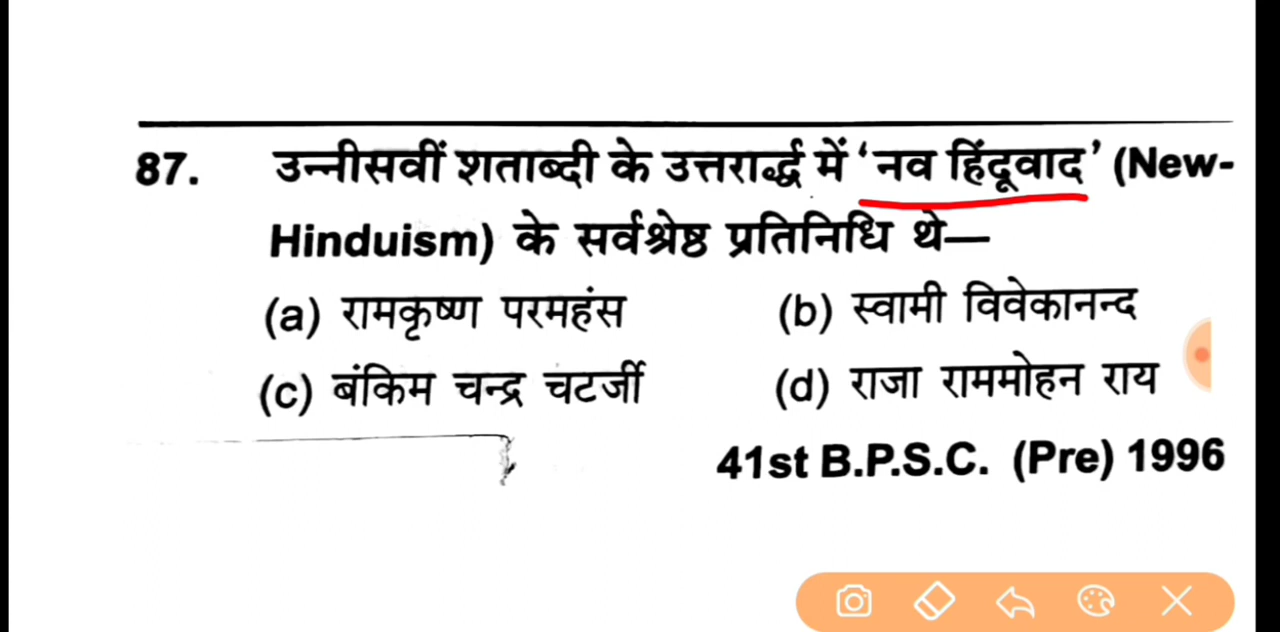 87. उन्नीसवीं शताब्दी के उत्तरार्द्ध में ‘नव हिंदूवाद’ (New-
Hinduism) के सर्वश्रेष्ठ प्रतिनिधि थे—
(a) रामकृष्ण परमहंस (b) स्वामी विवेकानन्द
(c) बंकिम चन्द्र चटर्जी (d) राजा राममोहन राय
41st B.P.S.C. (Pre) 1996